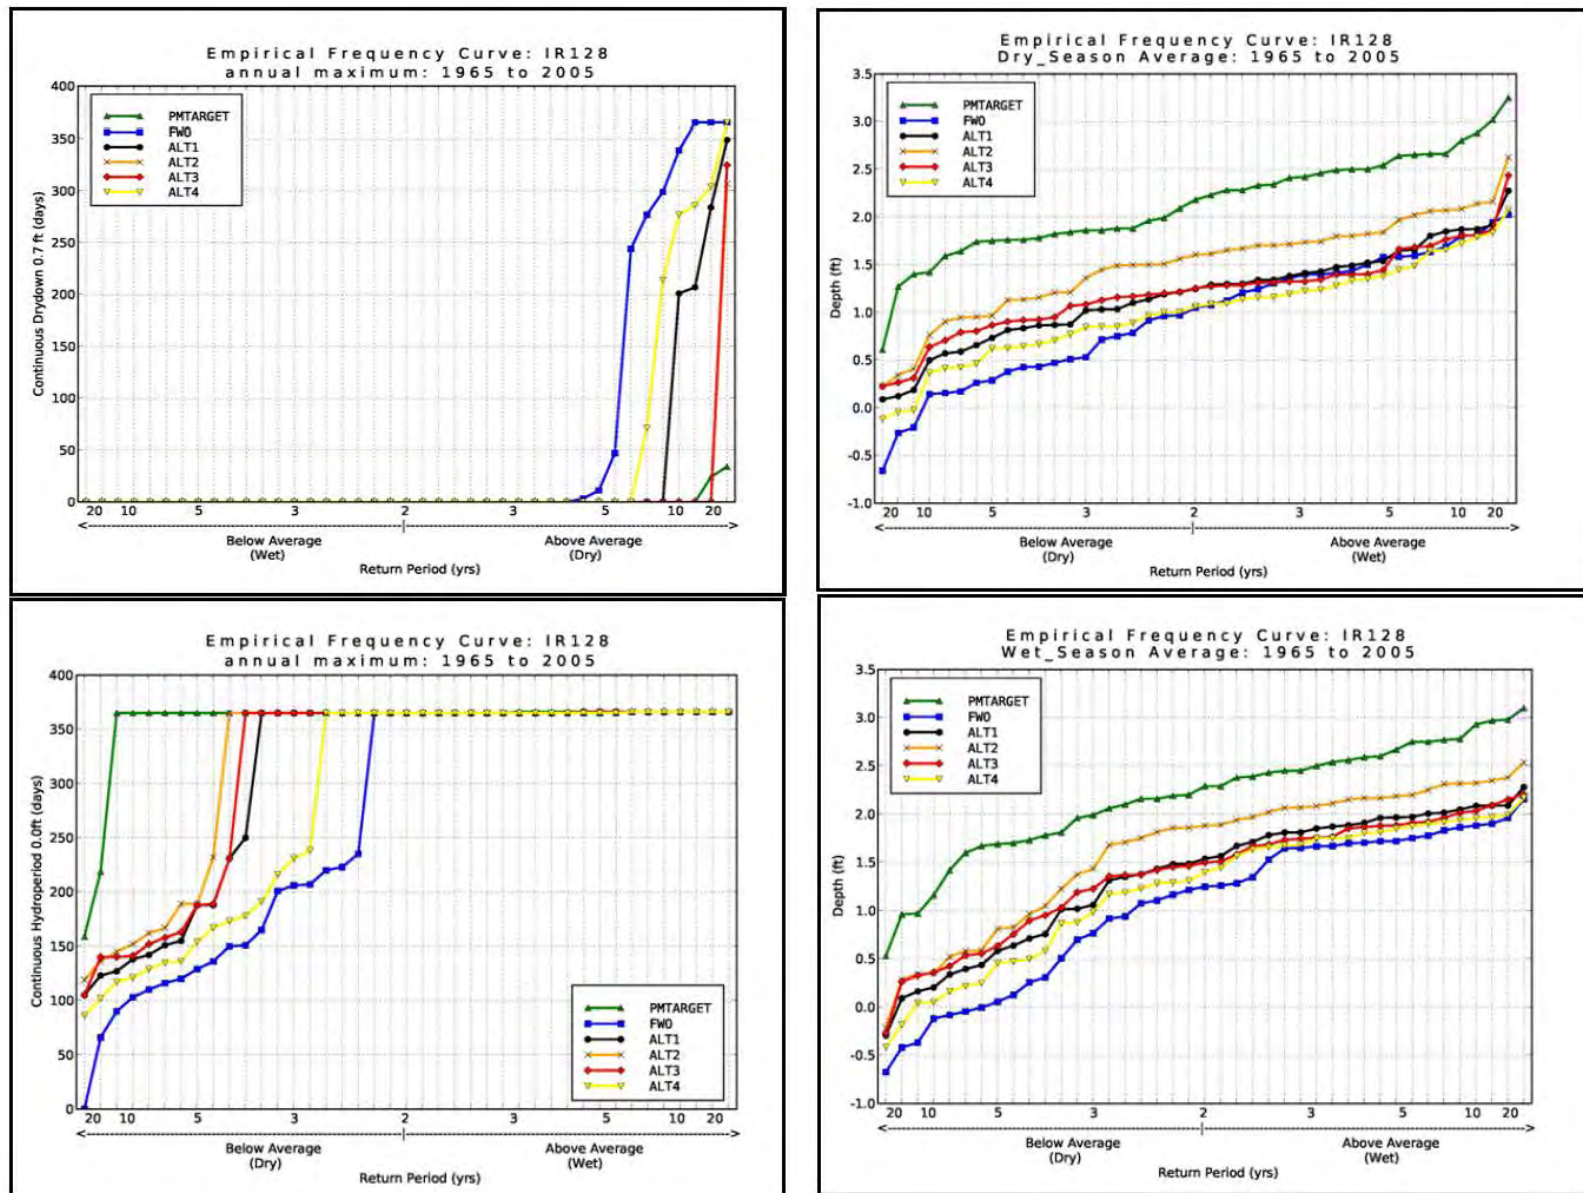 Empirical Frequency Curve: IR128
annual maximum: 1965 to 2005
Continuous Drydown 0.7 ft (days)
400
350
300
250
200
150
100
50
0
PMTARGET
FWO
ALT1
ALT2
ALT3
ALT4
20 10 5 3 2 3 5 10 20
Below Average
(Wet)
Above Average
(Dry)
Return Period (yrs)
Empirical Frequency Curve: IR128
Dry_Season Average: 1965 to 2005
Depth (ft)
3.5
3.0
2.5
2.0
1.5
1.0
0.5
0.0
-0.5
-1.0
PMTARGET
FWO
ALT1
ALT2
ALT3
ALT4
20 10 5 3 2 3 5 10 20
Below Average
(Dry)
Above Average
(Wet)
Return Period (yrs)
Empirical Frequency Curve: IR128
annual maximum: 1965 to 2005
Continuous Hydroperiod 0.0ft (days)
400
350
300
250
200
150
100
50
0
PMTARGET
FWO
ALT1
ALT2
ALT3
ALT4
20 10 5 3 2 3 5 10 20
Below Average
(Dry)
Above Average
(Wet)
Return Period (yrs)
Empirical Frequency Curve: IR128
Wet_Season Average: 1965 to 2005
Depth (ft)
3.5
3.0
2.5
2.0
1.5
1.0
0.5
0.0
-0.5
-1.0
PMTARGET
FWO
ALT1
ALT2
ALT3
ALT4
20 10 5 3 2 3 5 10 20
Below Average
(Dry)
Above Average
(Wet)
Return Period (yrs)